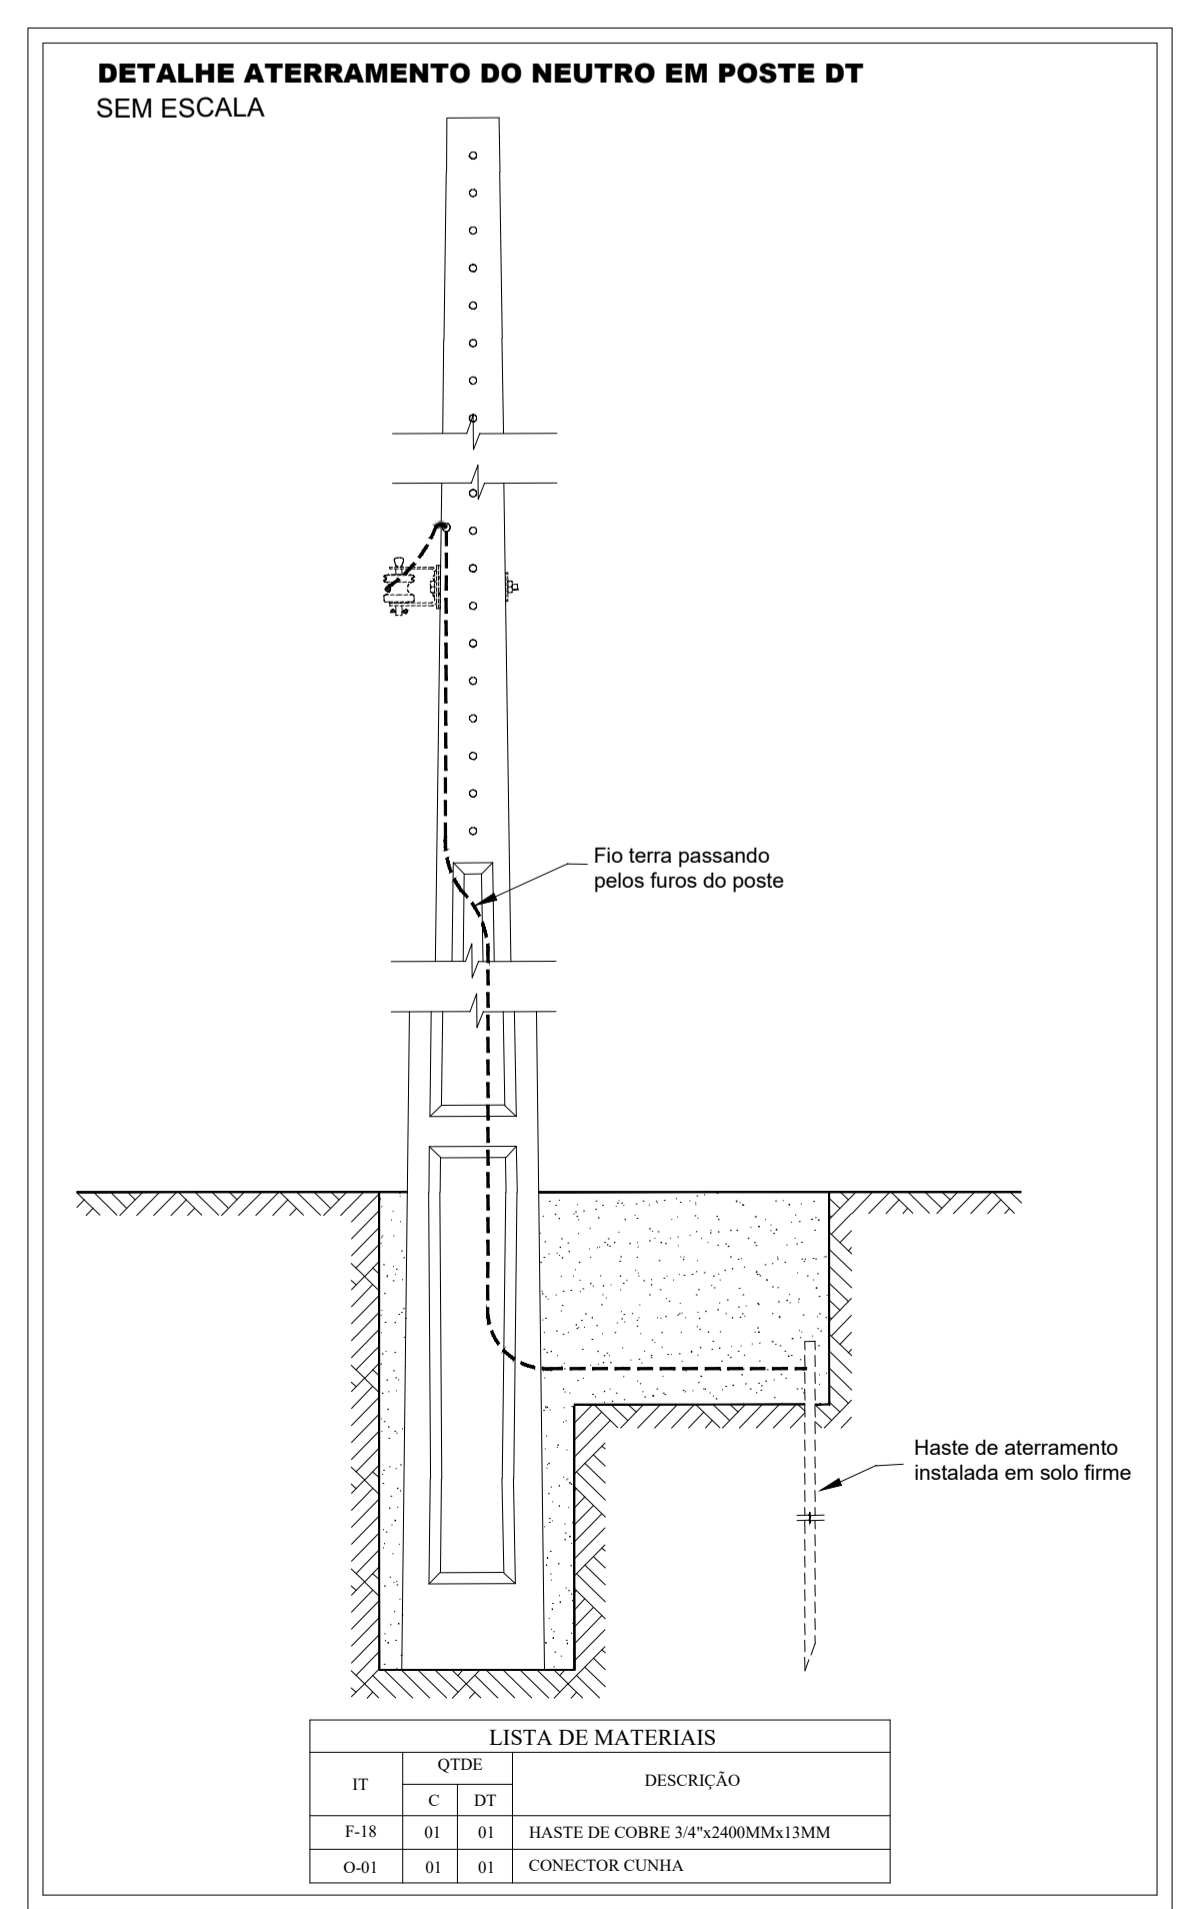 DETALHE ATERRAMENTO DO NEUTRO EM POSTE DT
SEM ESCALA
Fio terra passando
pelos furos do poste
Haste de aterramento
instalada em solo firme
LISTA DE MATERIAIS
IT
QTDE
DESCRIÇÃO
C DT
F-18 01 01 HASTE DE COBRE 3/4"x2400MMx13MM
O-01 01 01 CONECTOR CUNHA